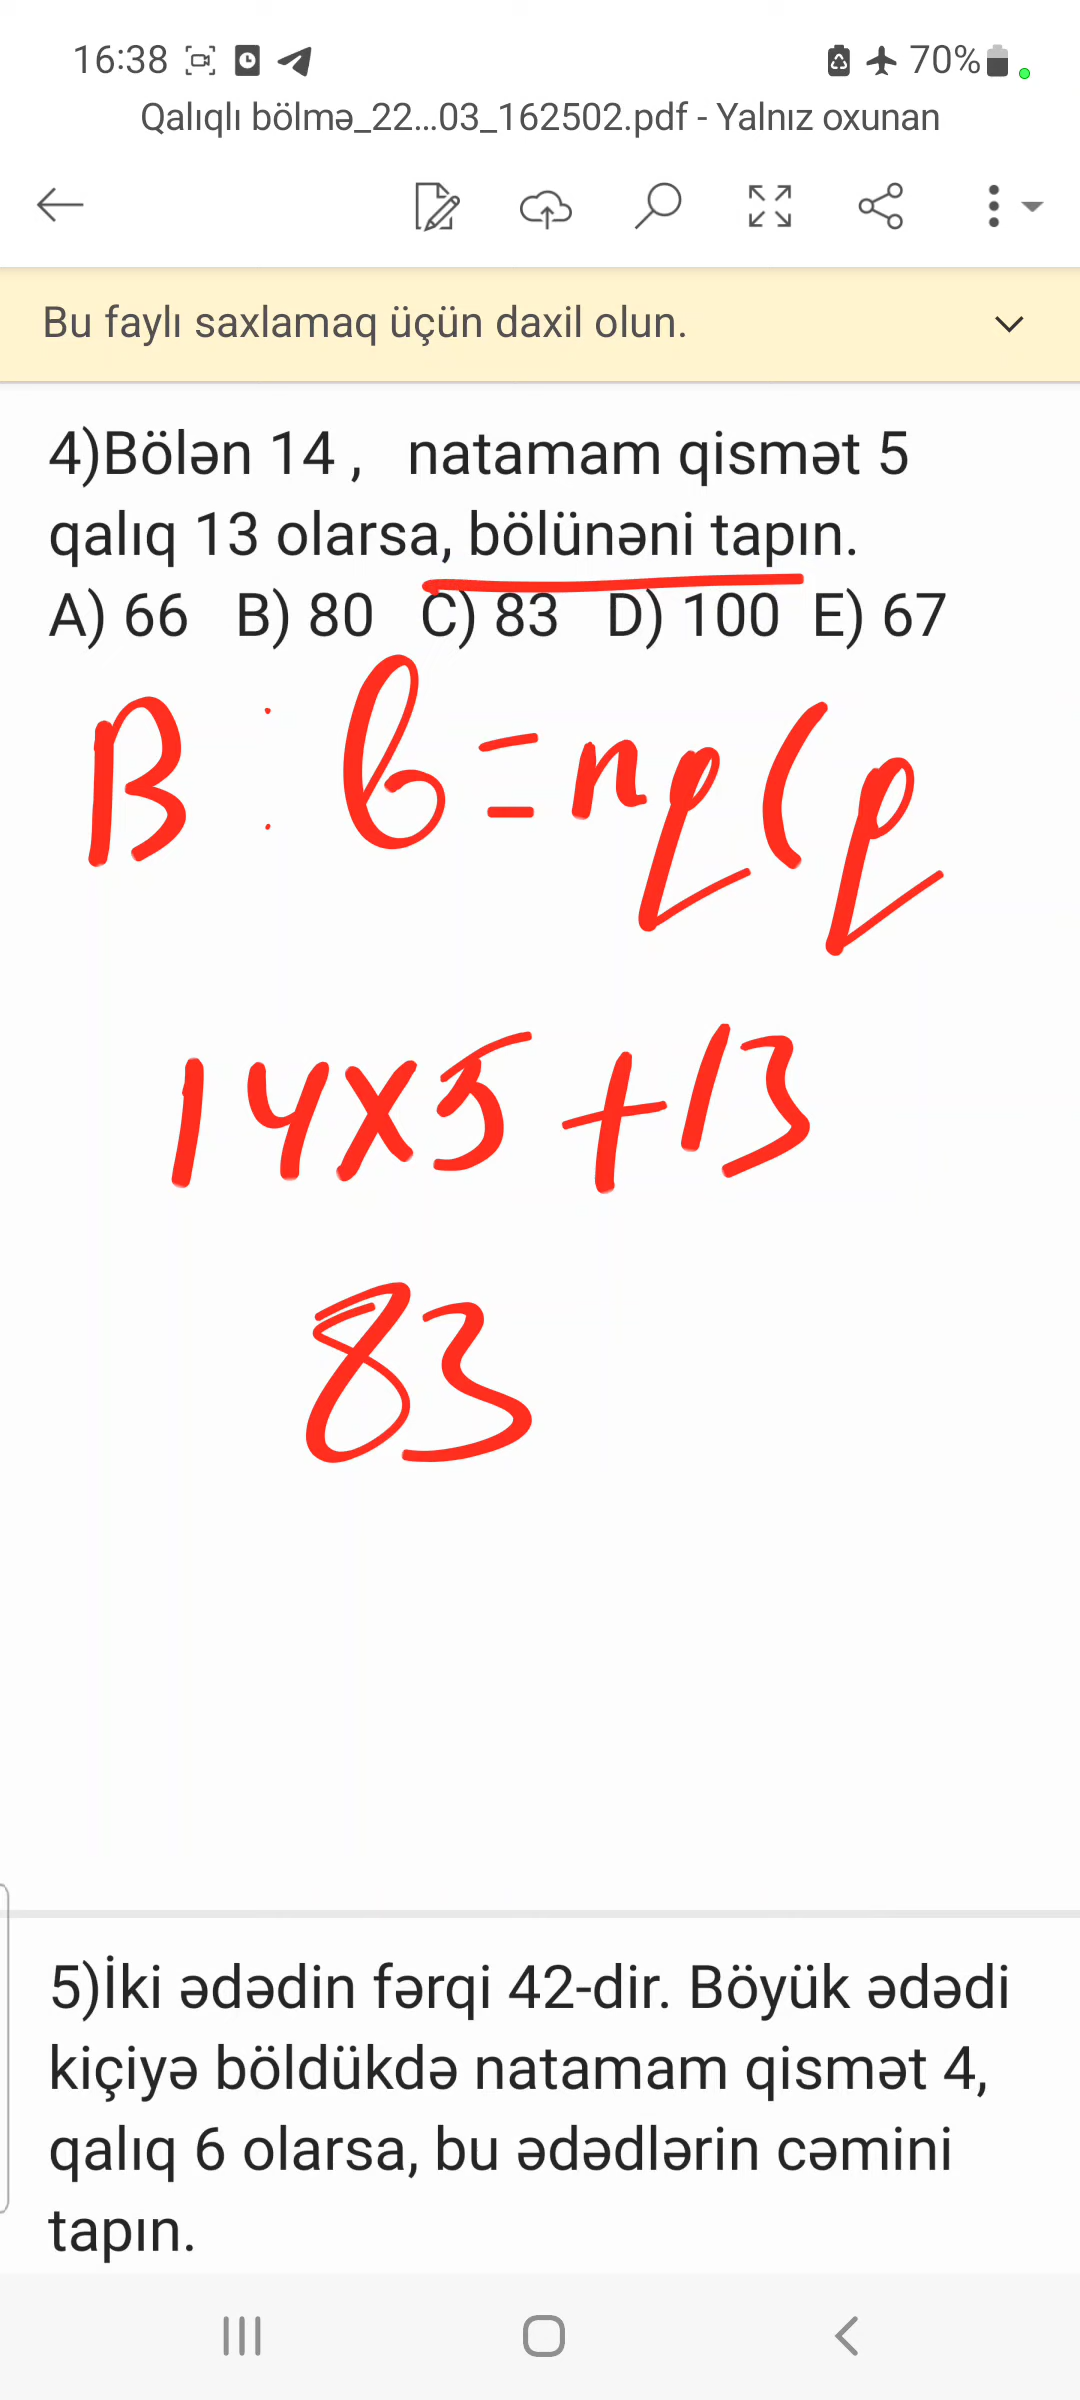 16:38 70%
Qalıqlı bölmə_22...03_162502.pdf - Yalnız oxunan
Bu faylı saxlamaq üçün daxil olun.
4)Bölən 14 , natamam qismət 5
qalıq 13 olarsa, bölünəni tapın.
A) 66 B) 80 C) 83 D) 100 E) 67
B : b = nq (q
14x5+13
83
5)İki ədədin fərqi 42-dir. Böyük ədədi
kiçiyə böldükdə natamam qismət 4,
qalıq 6 olarsa, bu ədədlərin cəmini
tapın.